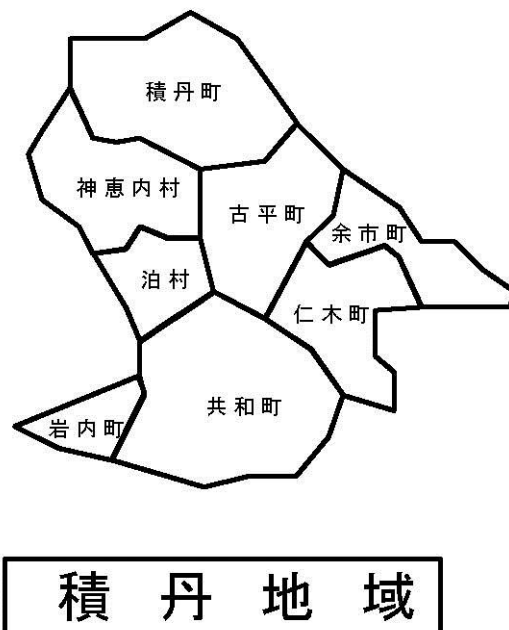 積丹町
神恵内村
古平町
余市町
泊村
仁木町
共和町
岩内町
積丹地域